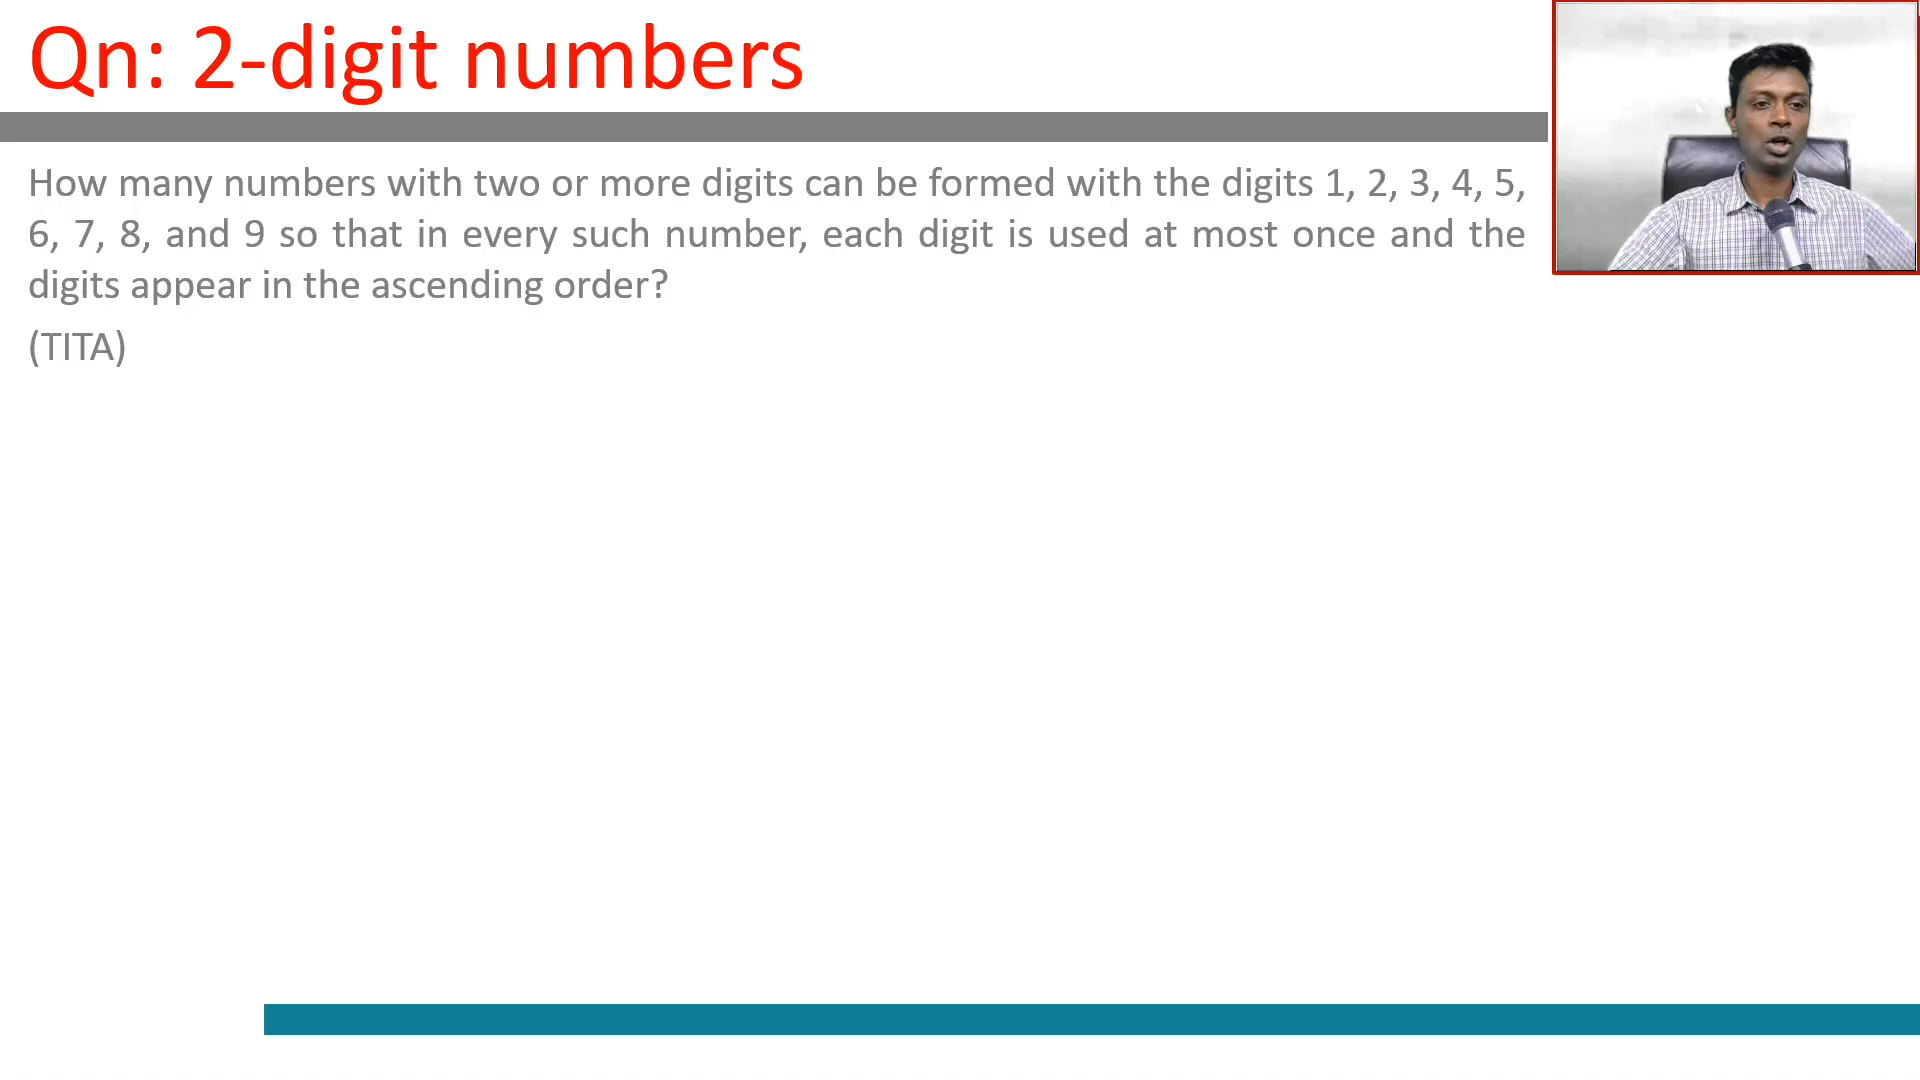 Qn: 2-digit numbers
How many numbers with two or more digits can be formed with the digits 1, 2, 3, 4, 5,
6, 7, 8, and 9 so that in every such number, each digit is used at most once and the
digits appear in the ascending order?
(TITA)